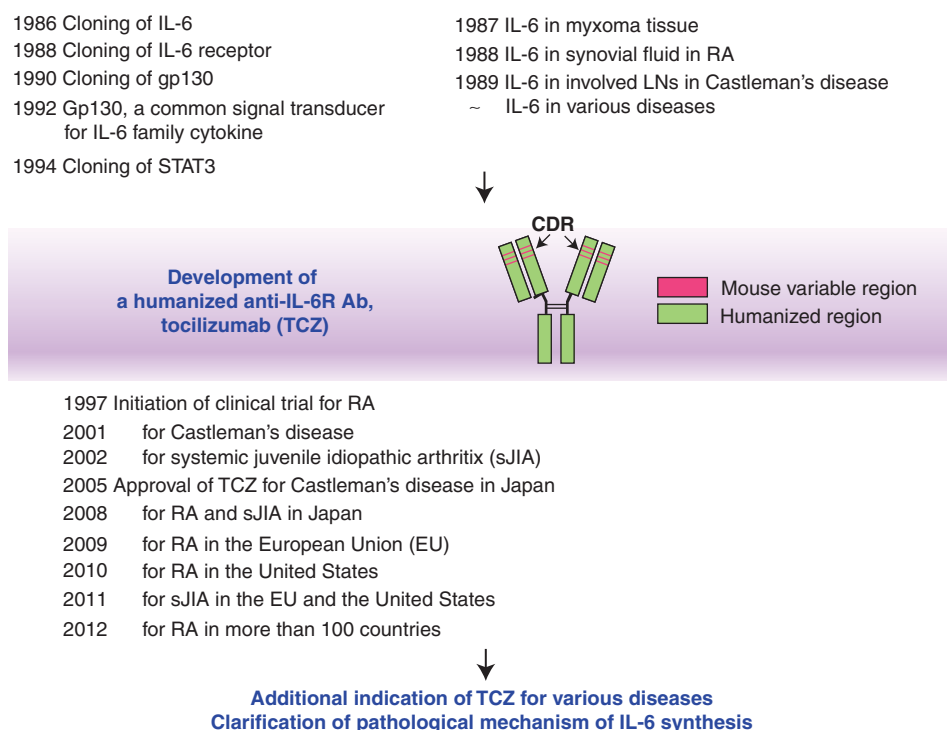 1986 Cloning of IL-6
1988 Cloning of IL-6 receptor
1990 Cloning of gp130
1992 Gp130, a common signal transducer
for IL-6 family cytokine
1994 Cloning of STAT3
1987 IL-6 in myxoma tissue
1988 IL-6 in synovial fluid in RA
1989 IL-6 in involved LNs in Castleman's disease
~ IL-6 in various diseases
CDR
Development of
a humanized anti-IL-6R Ab,
tocilizumab (TCZ)
Mouse variable region
Humanized region
1997 Initiation of clinical trial for RA
2001 for Castleman's disease
2002 for systemic juvenile idiopathic arthritix (sJIA)
2005 Approval of TCZ for Castleman's disease in Japan
2008 for RA and sJIA in Japan
2009 for RA in the European Union (EU)
2010 for RA in the United States
2011 for sJIA in the EU and the United States
2012 for RA in more than 100 countries
Additional indication of TCZ for various diseases
Clarification of pathological mechanism of IL-6 synthesis